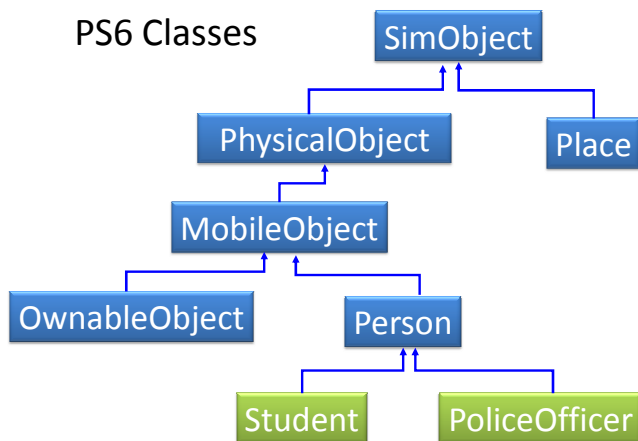 PS6 Classes
SimObject
PhysicalObject
Place
MobileObject
OwnableObject
Person
Student
PoliceOfficer